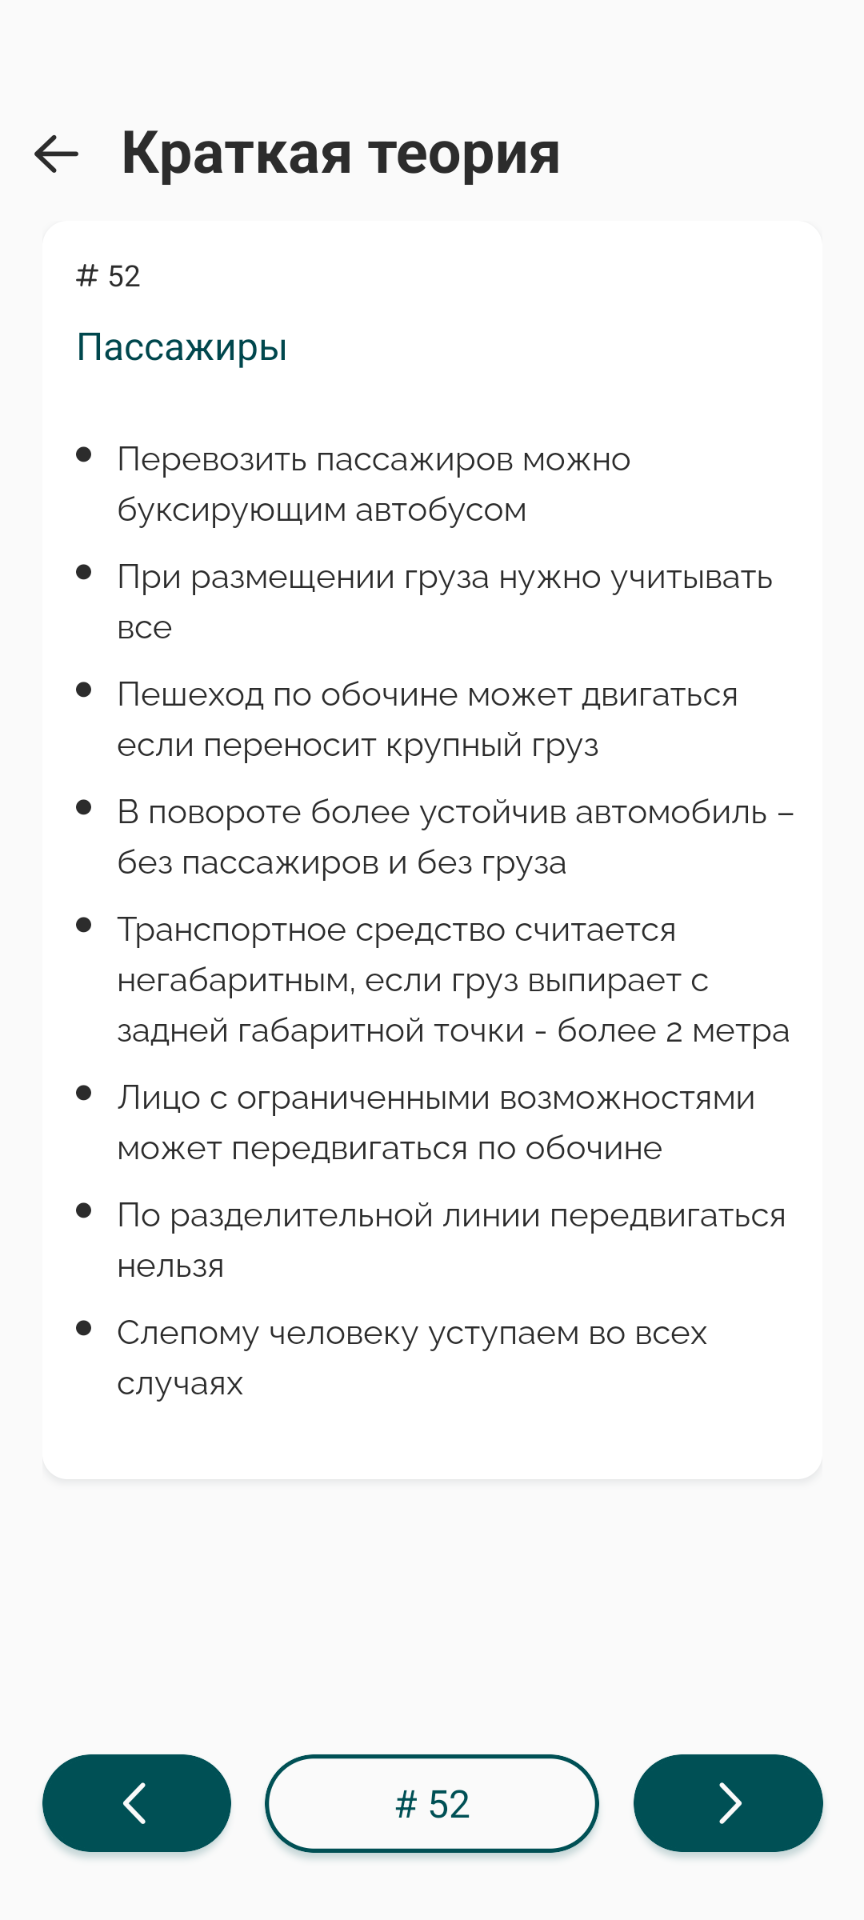 Краткая теория
# 52
Пассажиры
• Перевозить пассажиров можно
буксирующим автобусом
• При размещении груза нужно учитывать
все
• Пешеход по обочине может двигаться
если переносит крупный груз
• В повороте более устойчив автомобиль –
без пассажиров и без груза
• Транспортное средство считается
негабаритным, если груз выпирает с
задней габаритной точки - более 2 метра
• Лицо с ограниченными возможностями
может передвигаться по обочине
• По разделительной линии передвигаться
нельзя
• Слепому человеку уступаем во всех
случаях
# 52